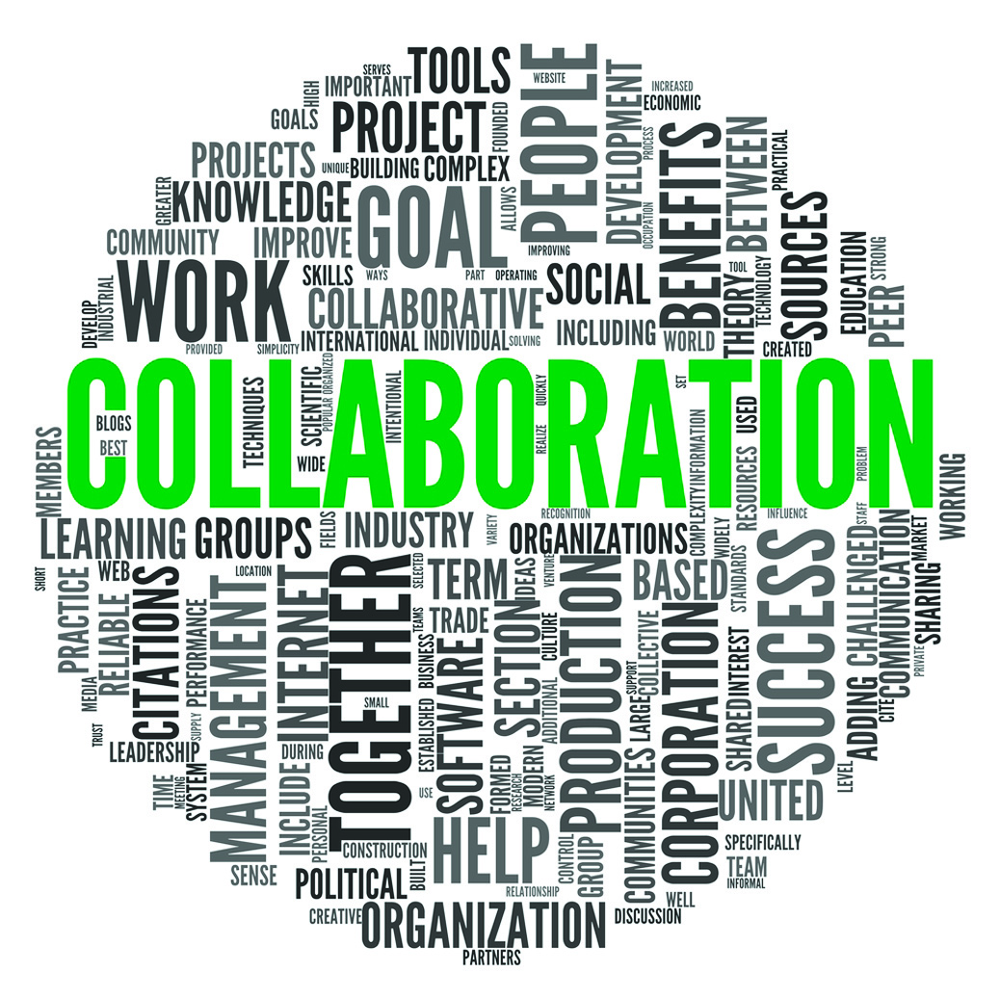 SERVES
TOOLS
PEOPLE
WEBSITE
HIGH
IMPORTANT
DEVELOPMENT
INCREASED
ECONOMIC
GOALS
PROJECT
FOUNDED
PROCESS
BENEFITS
BETWEEN
PRACTICAL
PROJECTS
UNIQUE
BUILDING
COMPLEX
GREATER
KNOWLEDGE
GOAL
ALLOWS
OCCUPATION
SOURCES
COMMUNITY
IMPROVE
IMPROVING
EDUCATION
STRONG
WORK
SKILLS
WAYS
PART
OPERATING
SOCIAL
THEORY
TOOL
TECHNOLOGY
PEER
DEVELOP
INDUSTRIAL
COLLABORATIVE
INCLUDING
WORLD
CREATED
PROVIDED
SIMPLICITY
INTERNATIONAL
INDIVIDUAL
SOLVING
COLLABORATION
BLOGS
BEST
TECHNIQUES
SCIENTIFIC
POPULAR
ORGANIZED
WIDE
INTENTIONAL
QUICKLY
REALIZE
SET
INFORMATION
USED
RESOURCES
PROBLEM
MEMBERS
WORKING
LEARNING
GROUPS
FIELDS
INDUSTRY
VARIETY
RECOGNITION
ORGANIZATIONS
COMPLEXITY
WIDELY
INFLUENCE
STAFF
MARKET
SHORT
PRACTICE
WEB
CITATIONS
LOCATION
INTERNET
TOGETHER
SELECTED
TERM
IDEAS
VENTURE
PRODUCTION
BASED
STANDARDS
SUCCESS
CHALLENGED
COMMUNICATION
SHARING
RELIABLE
PERFORMANCE
MANAGEMENT
TEAMS
TRADE
SECTION
CULTURE
COLLECTIVE
CORPORATION
INTEREST
PRIVATE
MEDIA
SMALL
BUSINESS
SOFTWARE
ADDITIONAL
SUPPORT
LARGE
SHARED
ADDING
CITE
TRUST
SUPPLY
LEADERSHIP
DURING
ESTABLISHED
TIME
MEETING
SYSTEM
INCLUDE
USE
FORMED
RESEARCH
MODERN
NETWORK
COMMUNITIES
UNITED
LEVEL
PERSONAL
CONSTRUCTION
HELP
CONTROL
GROUP
SPECIFICALLY
SENSE
POLITICAL
BUILT
RELATIONSHIP
TEAM
INFORMAL
CREATIVE
ORGANIZATION
DISCUSSION
WELL
PARTNERS